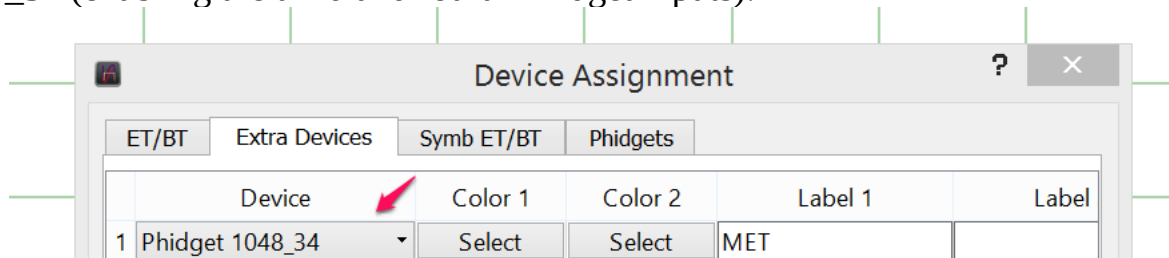 Device Assignment ?
ET/BT Extra Devices Symb ET/BT Phidgets
Device Color 1 Color 2 Label 1 Label
1 Phidget 1048_34 Select Select MET